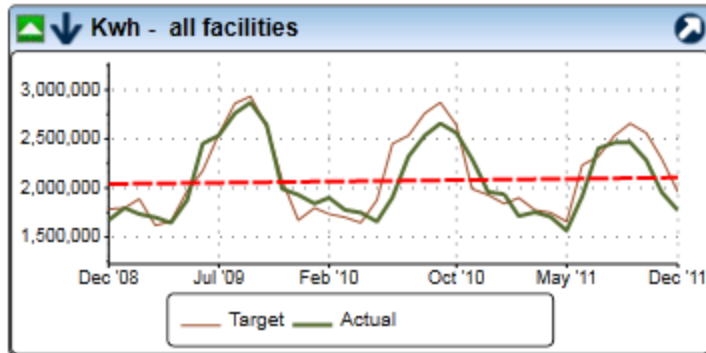 Kwh - all facilities
3,000,000
2,500,000
2,000,000
1,500,000
Dec '08 Jul '09 Feb '10 Oct '10 May '11 Dec '11
Target Actual